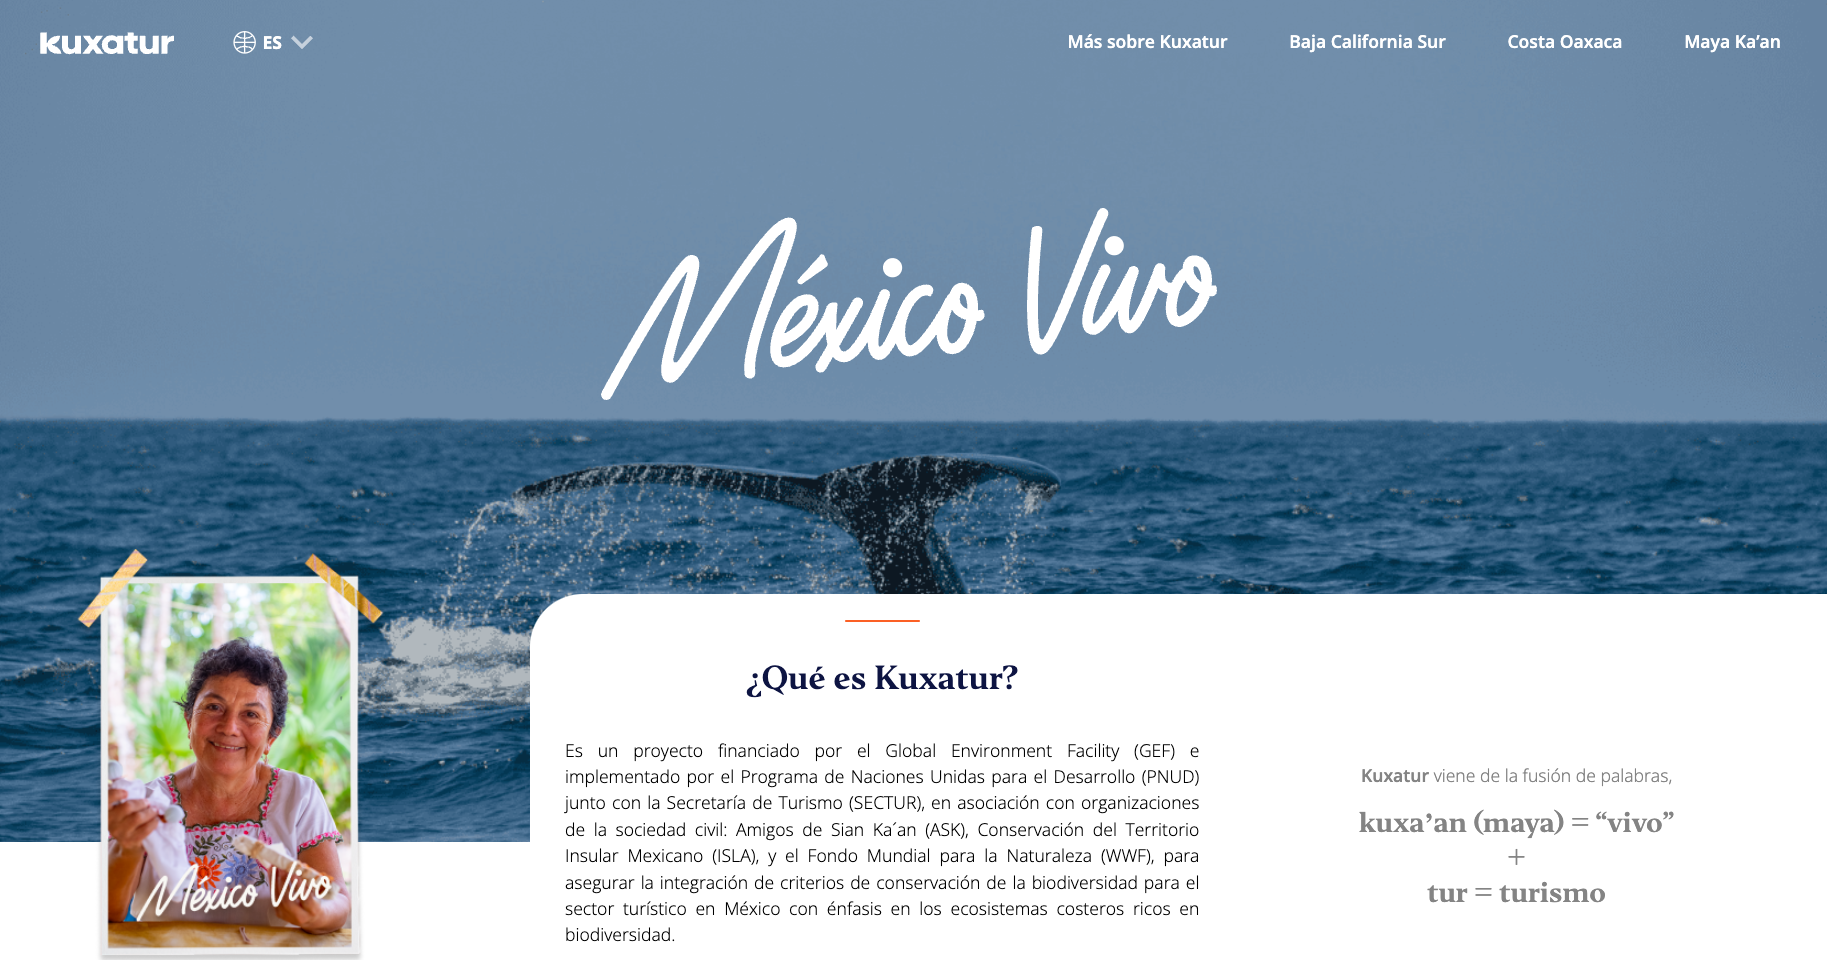 kuxatur
ES
Más sobre Kuxatur
Baja California Sur
Costa Oaxaca
Maya Ka’an
México Vivo
México Vivo
¿Qué es Kuxatur?
Es un proyecto financiado por el Global Environment Facility (GEF) e
implementado por el Programa de Naciones Unidas para el Desarrollo (PNUD)
junto con la Secretaría de Turismo (SECTUR), en asociación con organizaciones
de la sociedad civil: Amigos de Sian Ka´an (ASK), Conservación del Territorio
Insular Mexicano (ISLA), y el Fondo Mundial para la Naturaleza (WWF), para
asegurar la integración de criterios de conservación de la biodiversidad para el
sector turístico en México con énfasis en los ecosistemas costeros ricos en
biodiversidad.
Kuxatur viene de la fusión de palabras,
kuxa’an (maya) = “vivo”
+
tur = turismo